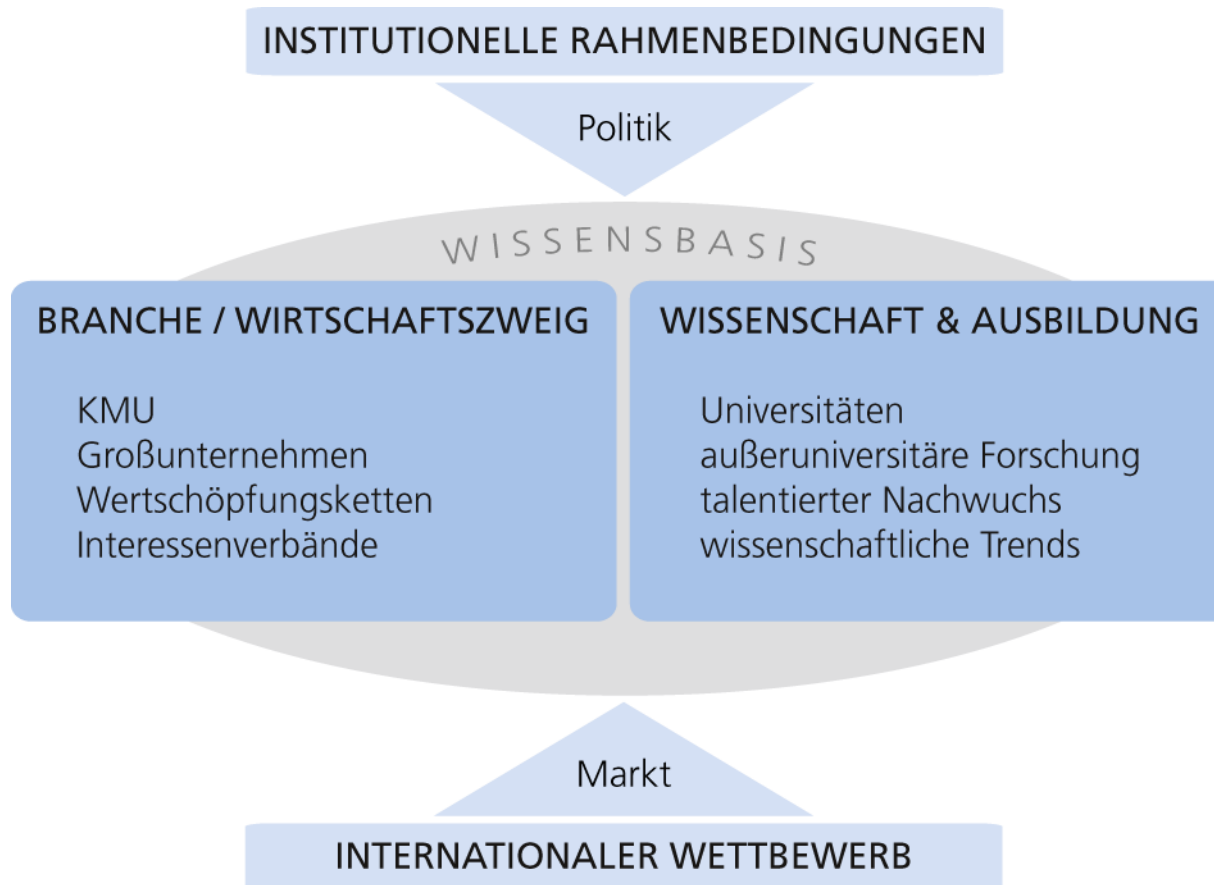 INSTITUTIONELLE RAHMENBEDINGUNGEN
Politik
WISSENSBASIS
BRANCHE / WIRTSCHAFTSZWEIG
KMU
Großunternehmen
Wertschöpfungsketten
Interessenverbände
WISSENSCHAFT & AUSBILDUNG
Universitäten
außeruniversitäre Forschung
talentierter Nachwuchs
wissenschaftliche Trends
Markt
INTERNATIONALER WETTBEWERB